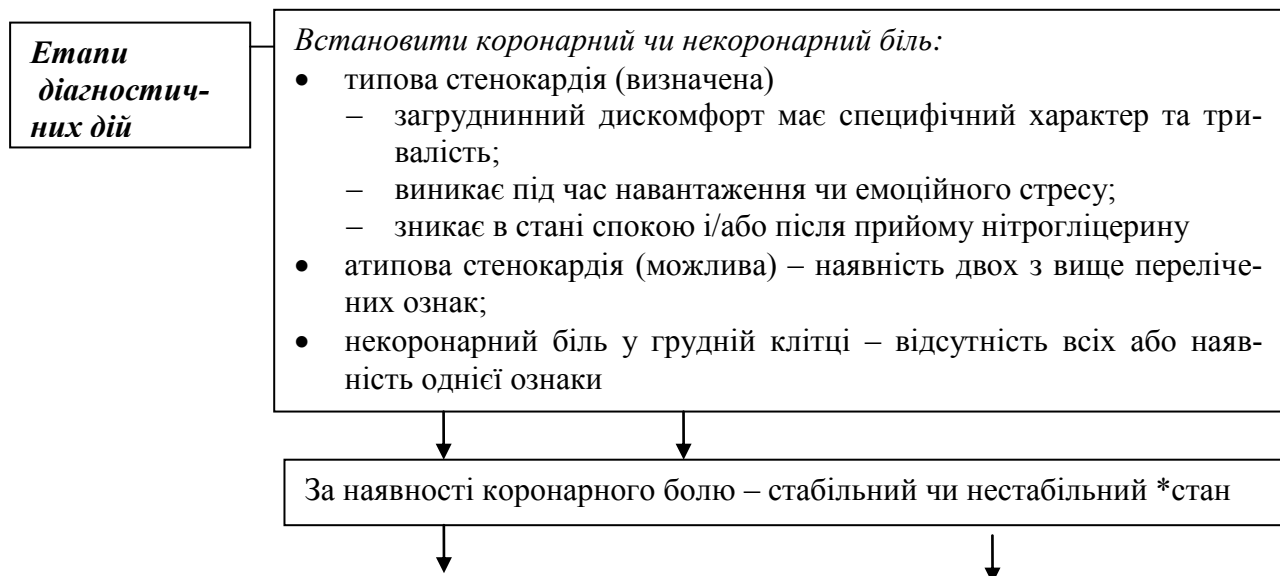 Етапи
діагностич-
них дій
Встановити коронарний чи некоронарний біль:
• типова стенокардія (визначена)
– загруднинний дискомфорт має специфічний характер та три-
валість;
– виникає під час навантаження чи емоційного стресу;
– зникає в стані спокою і/або після прийому нітрогліцерину
• атипова стенокардія (можлива) – наявність двох з вище переліче-
них ознак;
• некоронарний біль у грудній клітці – відсутність всіх або наяв-
ність однієї ознаки
За наявності коронарного болю – стабільний чи нестабільний *стан